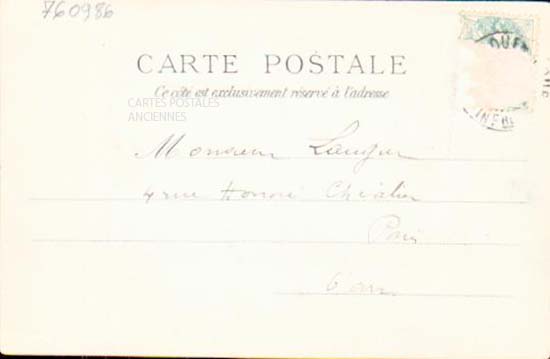 760986
CARTE POSTALE
Ce côté est exclusivement réservé à l'adresse
CARTES POSTALES
ANCIENNES
Monsieur
4 rue Honoré Chevalier
Paris
6 arr